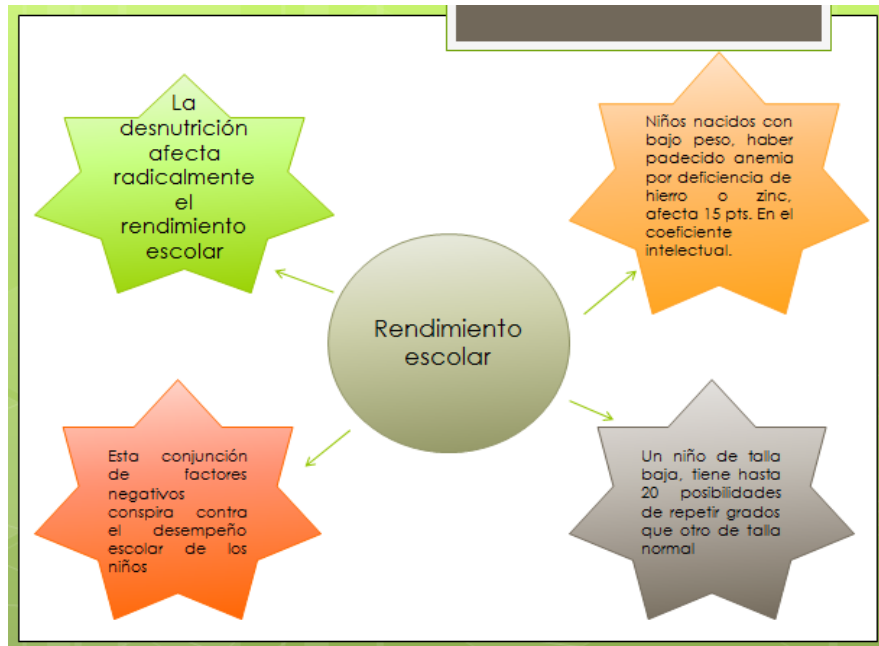 La
desnutrición
afecta
radicalmente
el
rendimiento
escolar
Niños nacidos con
bajo peso, haber
padecido anemia
por deficiencia de
hierro o zinc,
afecta 15 pts. En el
coeficiente
intelectual.
Rendimiento
escolar
Esta conjunción
de factores
negativos
conspira contra
el desempeño
escolar de los
niños
Un niño de talla
baja, tiene hasta
20 posibilidades
de repetir grados
que otro de talla
normal